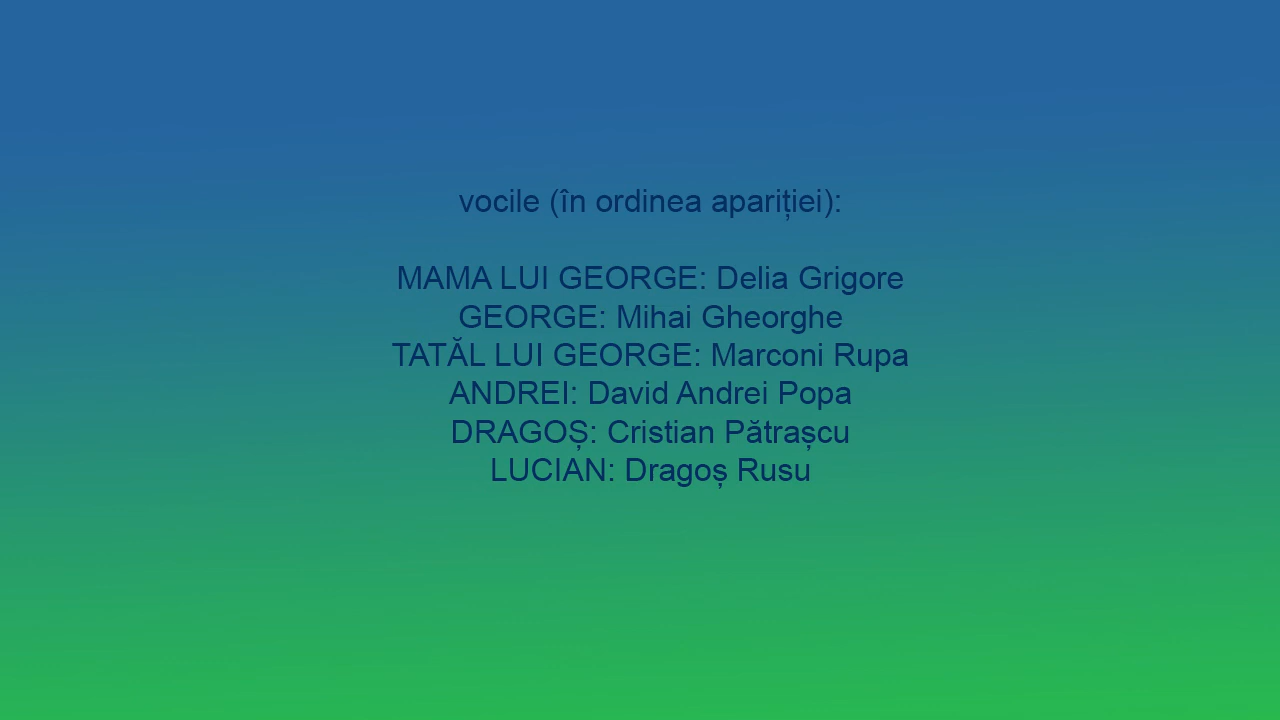 vocile (în ordinea apariției):
MAMA LUI GEORGE: Delia Grigore
GEORGE: Mihai Gheorghe
TATĂL LUI GEORGE: Marconi Rupa
ANDREI: David Andrei Popa
DRAGOȘ: Cristian Pătrașcu
LUCIAN: Dragoș Rusu